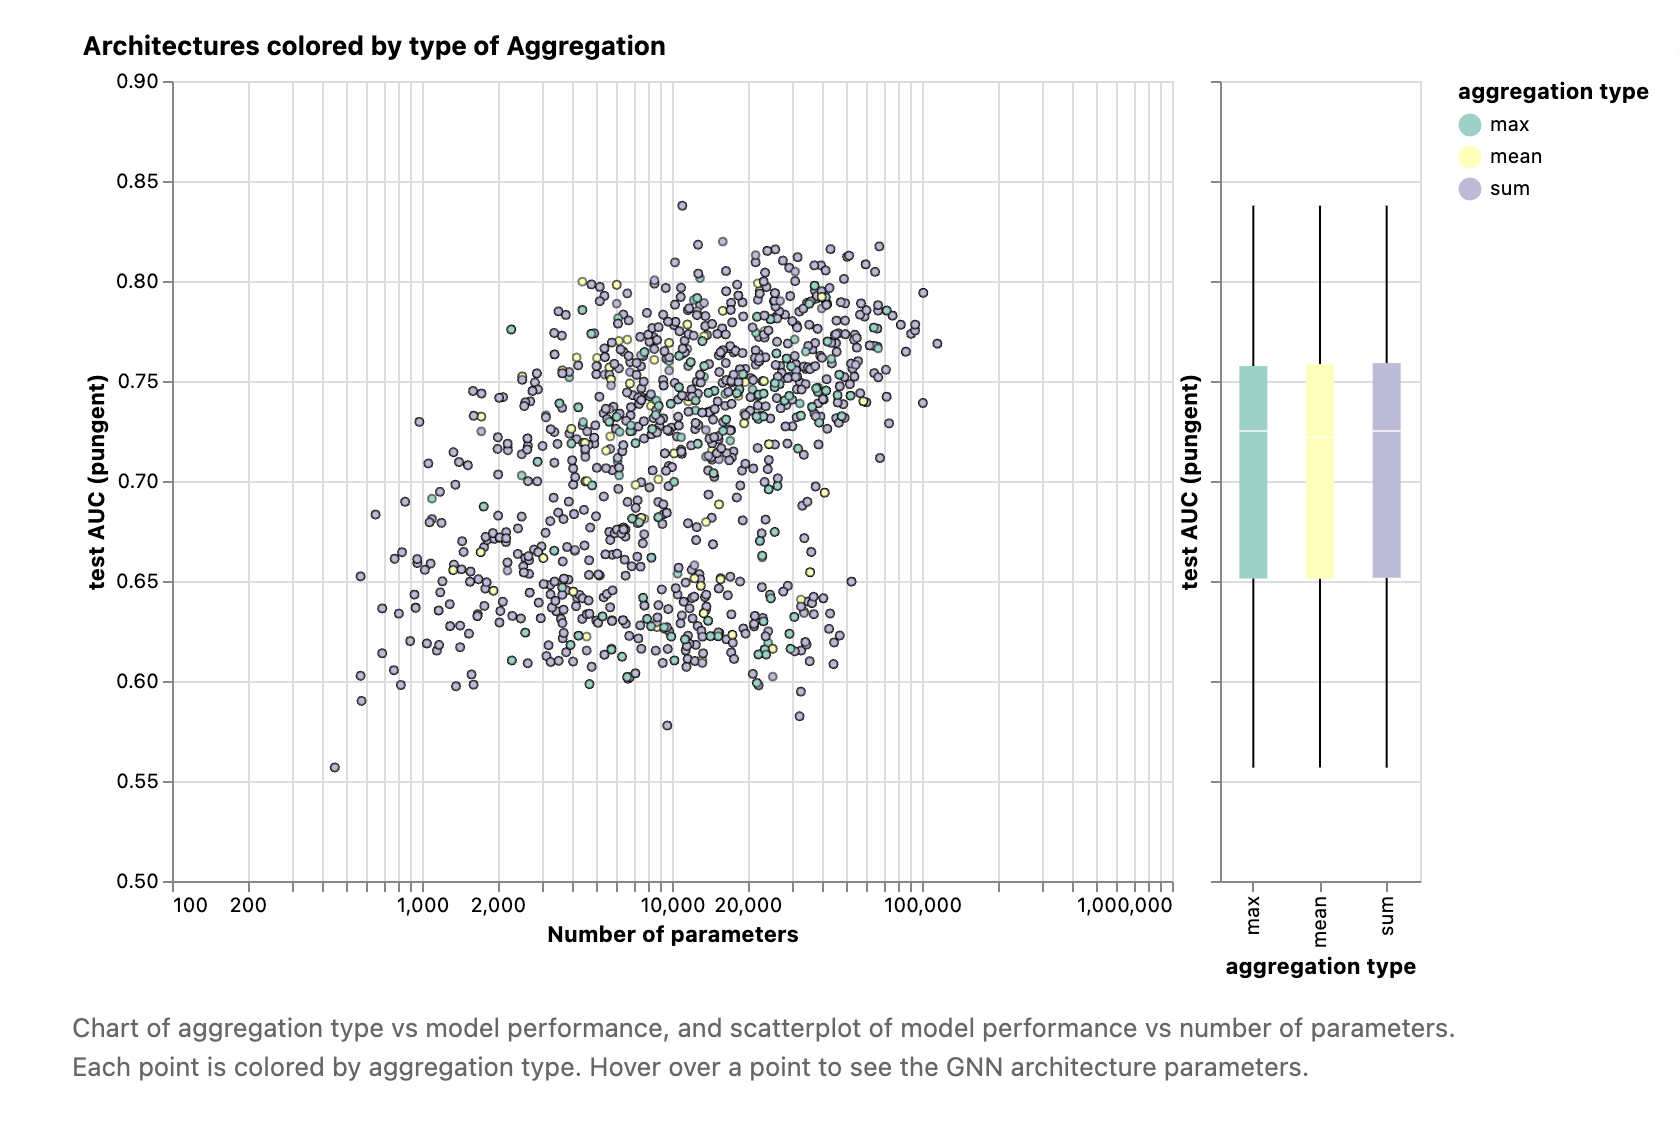 Architectures colored by type of Aggregation
aggregation type
max
mean
sum
0.90
0.85
0.80
0.75
0.70
0.65
0.60
0.55
0.50
test AUC (pungent)
100 200 1,000 2,000 10,000 20,000 100,000 1,000,000
Number of parameters
test AUC (pungent)
max mean sum
aggregation type
Chart of aggregation type vs model performance, and scatterplot of model performance vs number of parameters.
Each point is colored by aggregation type. Hover over a point to see the GNN architecture parameters.